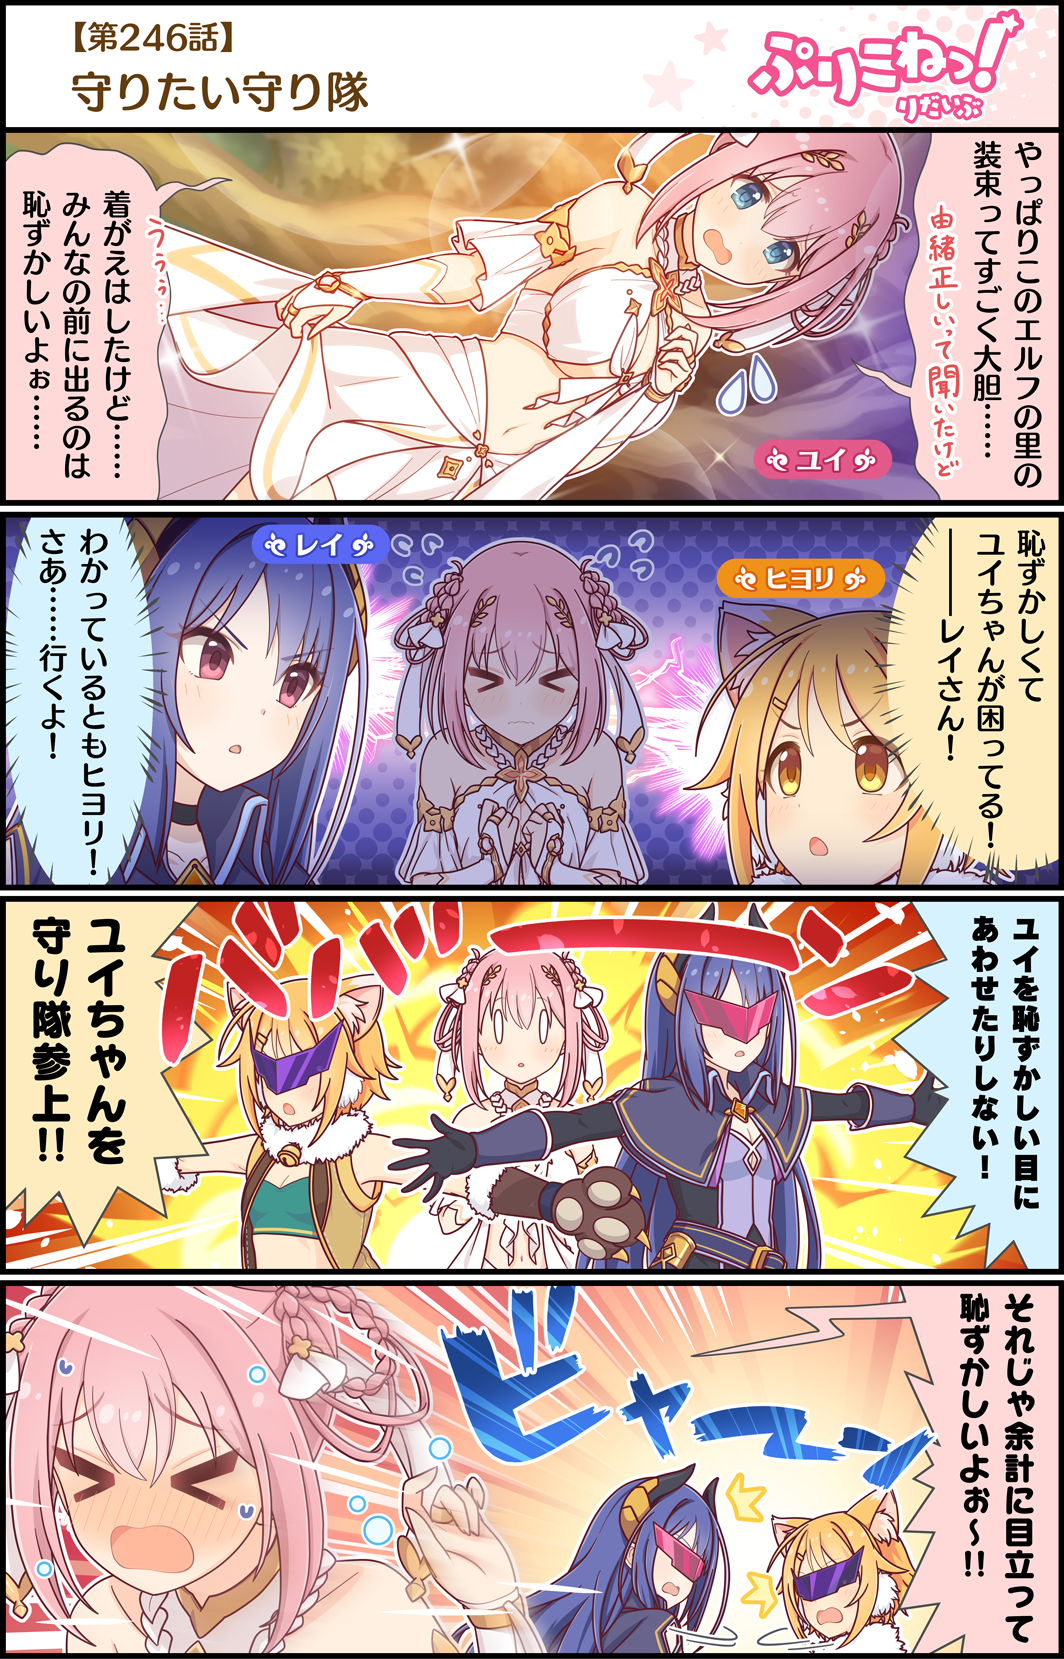 【第246話】
守りたい守り隊
ぷりこねっ!
りだいぶ
やっぱりこのエルフの里の
装束ってすごく大胆……
由緒正しいって聞いたけど
ユイ
着がえはしたけど……
みんなの前に出るのは
恥ずかしいよぉ……
うぅぅ…
恥ずかしくて
ユイちゃんが困ってる!
――レイさん!
ヒヨリ
レイ
わかっているともヒヨリ!
さあ……行くよ!
ユイを恥ずかしい目に
あわせたりしない!
バババーン
ユイちゃんを
守り隊参上!!
それじゃ余計に目立って
恥ずかしいよぉ~!!
ビャーーン